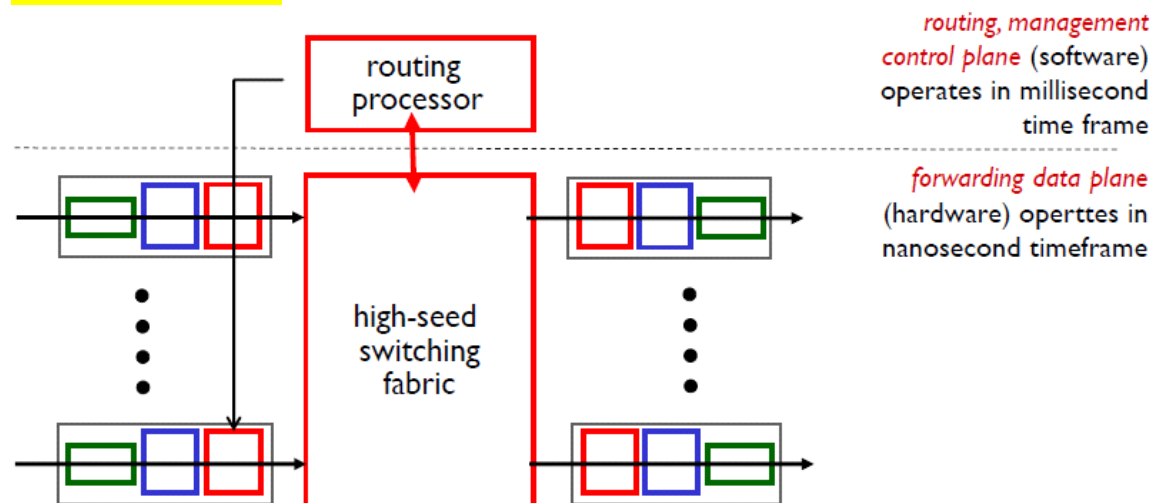 routing, management
control plane (software)
operates in millisecond
time frame
routing
processor
forwarding data plane
(hardware) operttes in
nanosecond timeframe
high-seed
switching
fabric